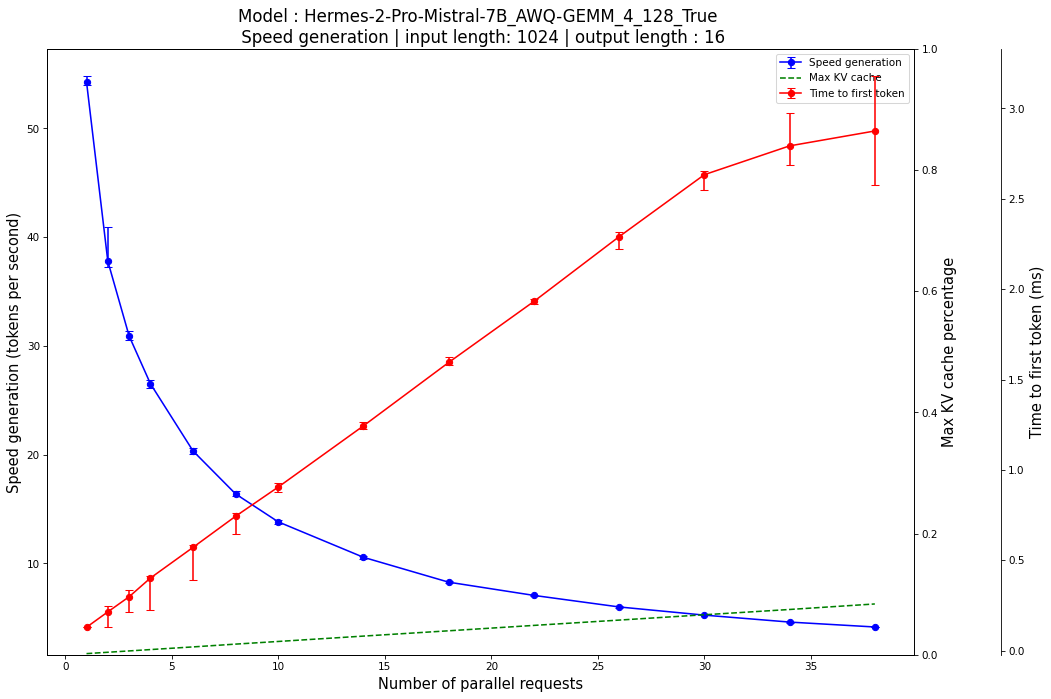 Model : Hermes-2-Pro-Mistral-7B_AWQ-GEMM_4_128_True
Speed generation | input length: 1024 | output length : 16
Speed generation
Max KV cache
Time to first token
Speed generation (tokens per second)
50
40
30
20
10
0
5
10
15
20
25
30
35
Number of parallel requests
1.0
0.8
0.6
0.4
0.2
0.0
Max KV cache percentage
3.0
2.5
2.0
1.5
1.0
0.5
0.0
Time to first token (ms)